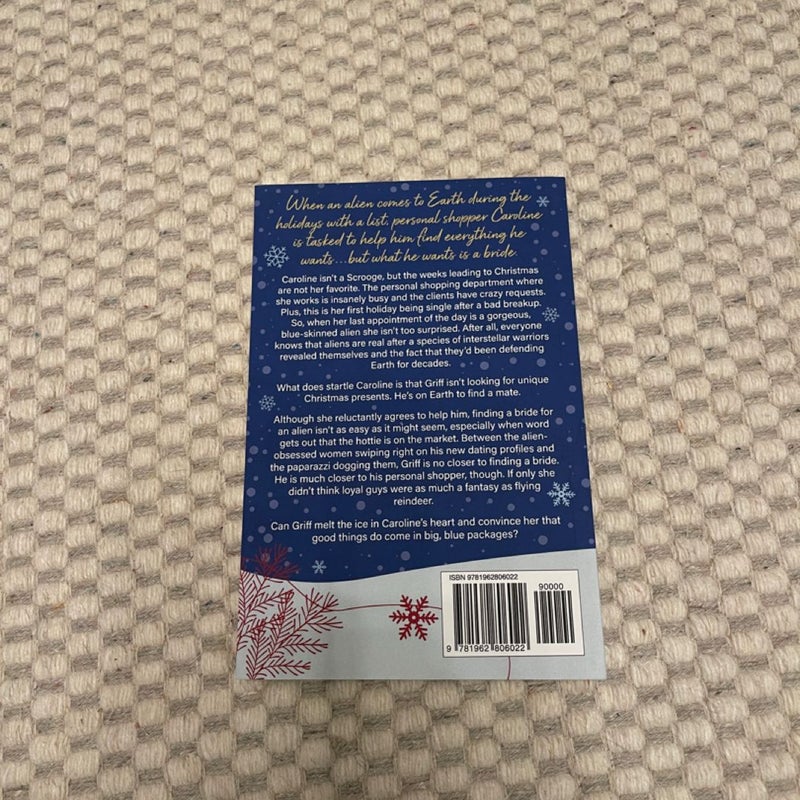 When an alien comes to Earth during the
holidays with a list, personal shopper Caroline
is tasked to help him find everything he
wants...but what he wants is a bride.
Caroline isn't a Scrooge, but the weeks leading to Christmas
are not her favorite. The personal shopping department where
she works is insanely busy and the clients have crazy requests.
Plus, this is her first holiday being single after a bad breakup.
So, when her last appointment of the day is a gorgeous,
blue-skinned alien she isn't too surprised. After all, everyone
knows that aliens are real after a species of interstellar warriors
revealed themselves and the fact that they'd been defending
Earth for decades.
What does startle Caroline is that Griff isn't looking for unique
Christmas presents. He's on Earth to find a mate.
Although she reluctantly agrees to help him, finding a bride for
an alien isn't as easy as it might seem, especially when word
gets out that the hottie is on the market. Between the alien-
obsessed women swiping right on his new dating profiles and
the paparazzi dogging them, Griff is no closer to finding a bride.
He is much closer to his personal shopper, though. If only she
didn't think loyal guys were as much a fantasy as flying
reindeer.
Can Griff melt the ice in Caroline's heart and convince her that
good things do come in big, blue packages?
ISBN 9781962806022
90000
9 781962 806022